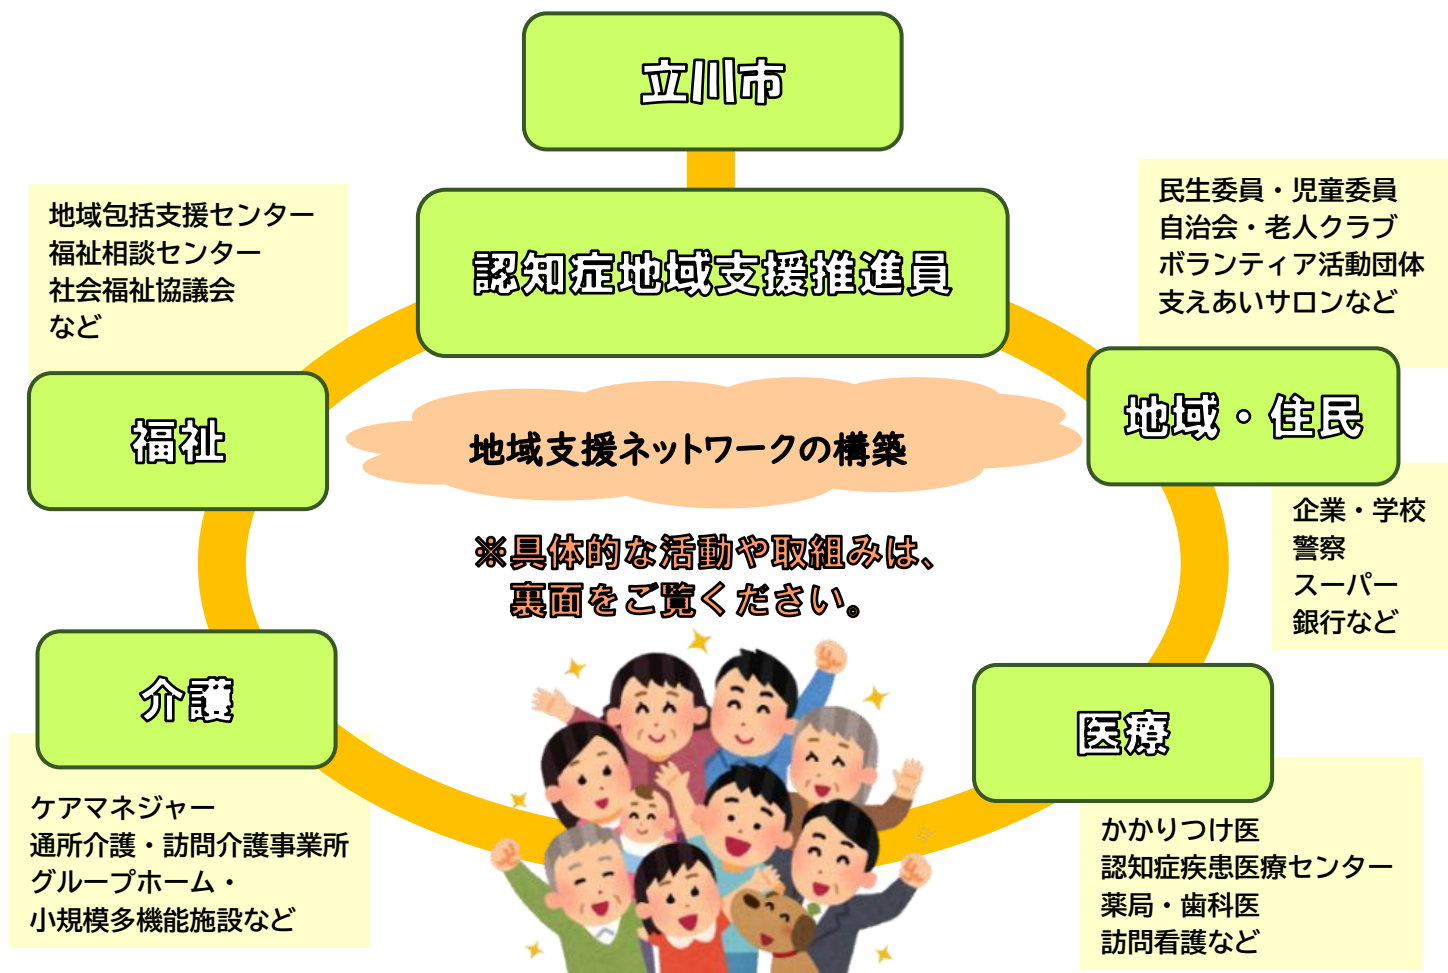 立川市
認知症地域支援推進員
地域包括支援センター
福祉相談センター
社会福祉協議会
など
福祉
民生委員・児童委員
自治会・老人クラブ
ボランティア活動団体
支えあいサロンなど
地域・住民
企業・学校
警察
スーパー
銀行など
地域支援ネットワークの構築
※具体的な活動や取組みは、
裏面をご覧ください。
介護
ケアマネジャー
通所介護・訪問介護事業所
グループホーム・
小規模多機能施設など
医療
かかりつけ医
認知症疾患医療センター
薬局・歯科医
訪問看護など